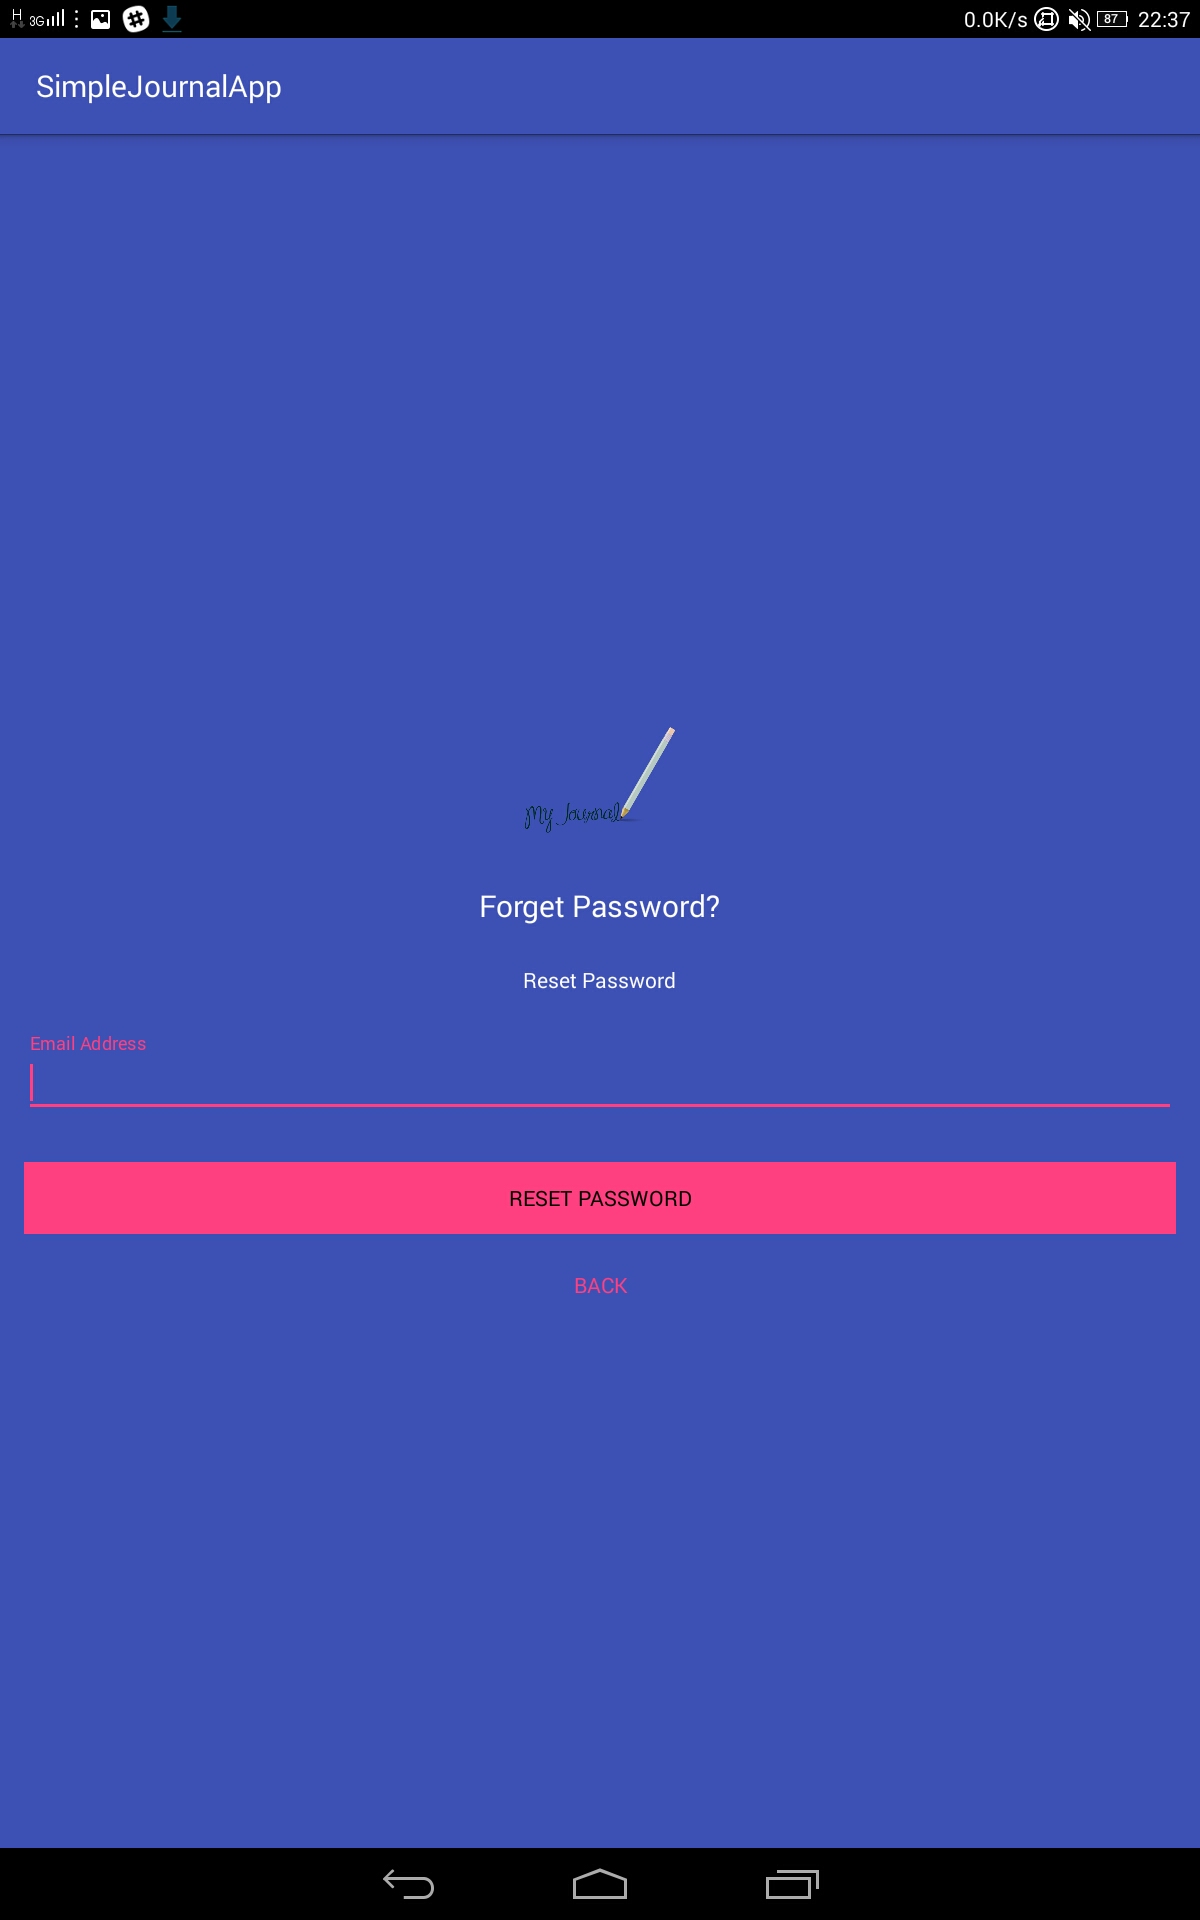 H 3G 0.0K/s 87 22:37
SimpleJournalApp
My Journal
Forget Password?
Reset Password
Email Address
RESET PASSWORD
BACK